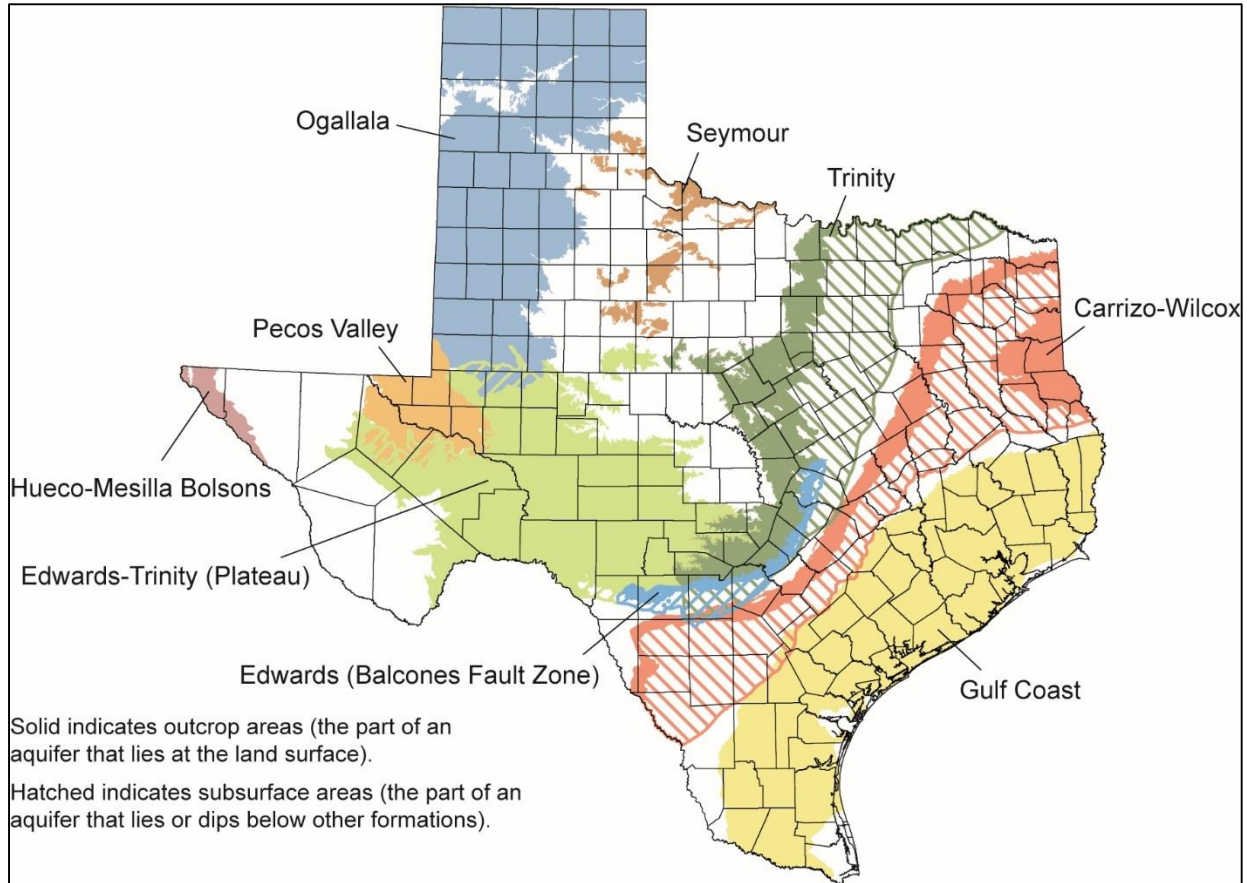 Ogallala
Seymour
Trinity
Pecos Valley
Carrizo-Wilcox
Hueco-Mesilla Bolsons
Edwards-Trinity (Plateau)
Edwards (Balcones Fault Zone)
Gulf Coast
Solid indicates outcrop areas (the part of an
aquifer that lies at the land surface).
Hatched indicates subsurface areas (the part of an
aquifer that lies or dips below other formations).